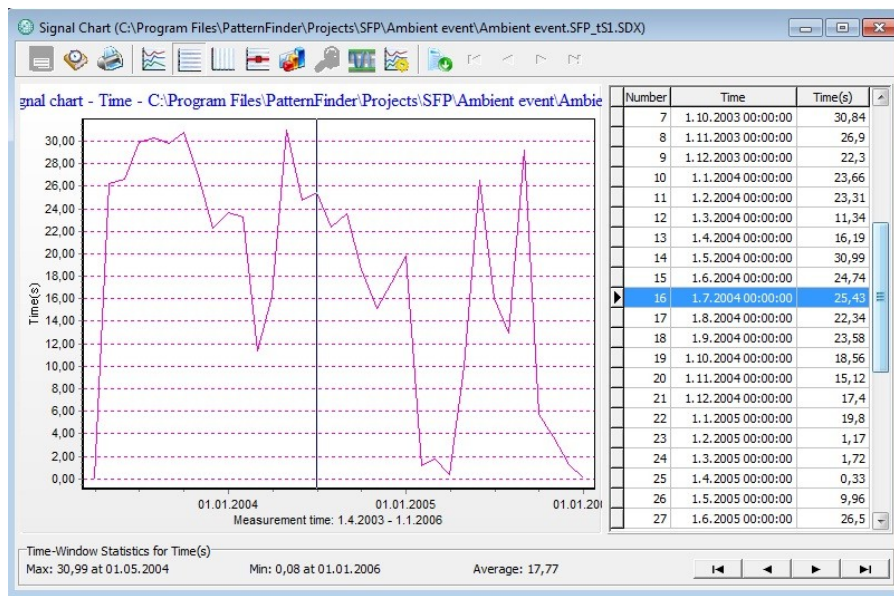 Signal Chart (C:\Program Files\PatternFinder\Projects\SFP\Ambient event\Ambient event.SFP_tS1.SDX)
gnal chart - Time - C:\Program Files\PatternFinder\Projects\SFP\Ambient event\Ambie
30,00
28,00
26,00
24,00
22,00
20,00
18,00
16,00
14,00
12,00
10,00
8,00
6,00
4,00
2,00
0,00
Time(s)
01.01.2004 01.01.2005 01.01.20
Measurement time: 1.4.2003 - 1.1.2006
Number Time Time(s)
7 1.10.2003 00:00:00 30,84
8 1.11.2003 00:00:00 26,9
9 1.12.2003 00:00:00 22,3
10 1.1.2004 00:00:00 23,66
11 1.2.2004 00:00:00 23,31
12 1.3.2004 00:00:00 11,34
13 1.4.2004 00:00:00 16,19
14 1.5.2004 00:00:00 30,99
15 1.6.2004 00:00:00 24,74
16 1.7.2004 00:00:00 25,43
17 1.8.2004 00:00:00 22,34
18 1.9.2004 00:00:00 23,58
19 1.10.2004 00:00:00 18,56
20 1.11.2004 00:00:00 15,12
21 1.12.2004 00:00:00 17,4
22 1.1.2005 00:00:00 19,8
23 1.2.2005 00:00:00 1,17
24 1.3.2005 00:00:00 1,72
25 1.4.2005 00:00:00 0,33
26 1.5.2005 00:00:00 9,96
27 1.6.2005 00:00:00 26,5
Time-Window Statistics for Time(s)
Max: 30,99 at 01.05.2004 Min: 0,08 at 01.01.2006 Average: 17,77